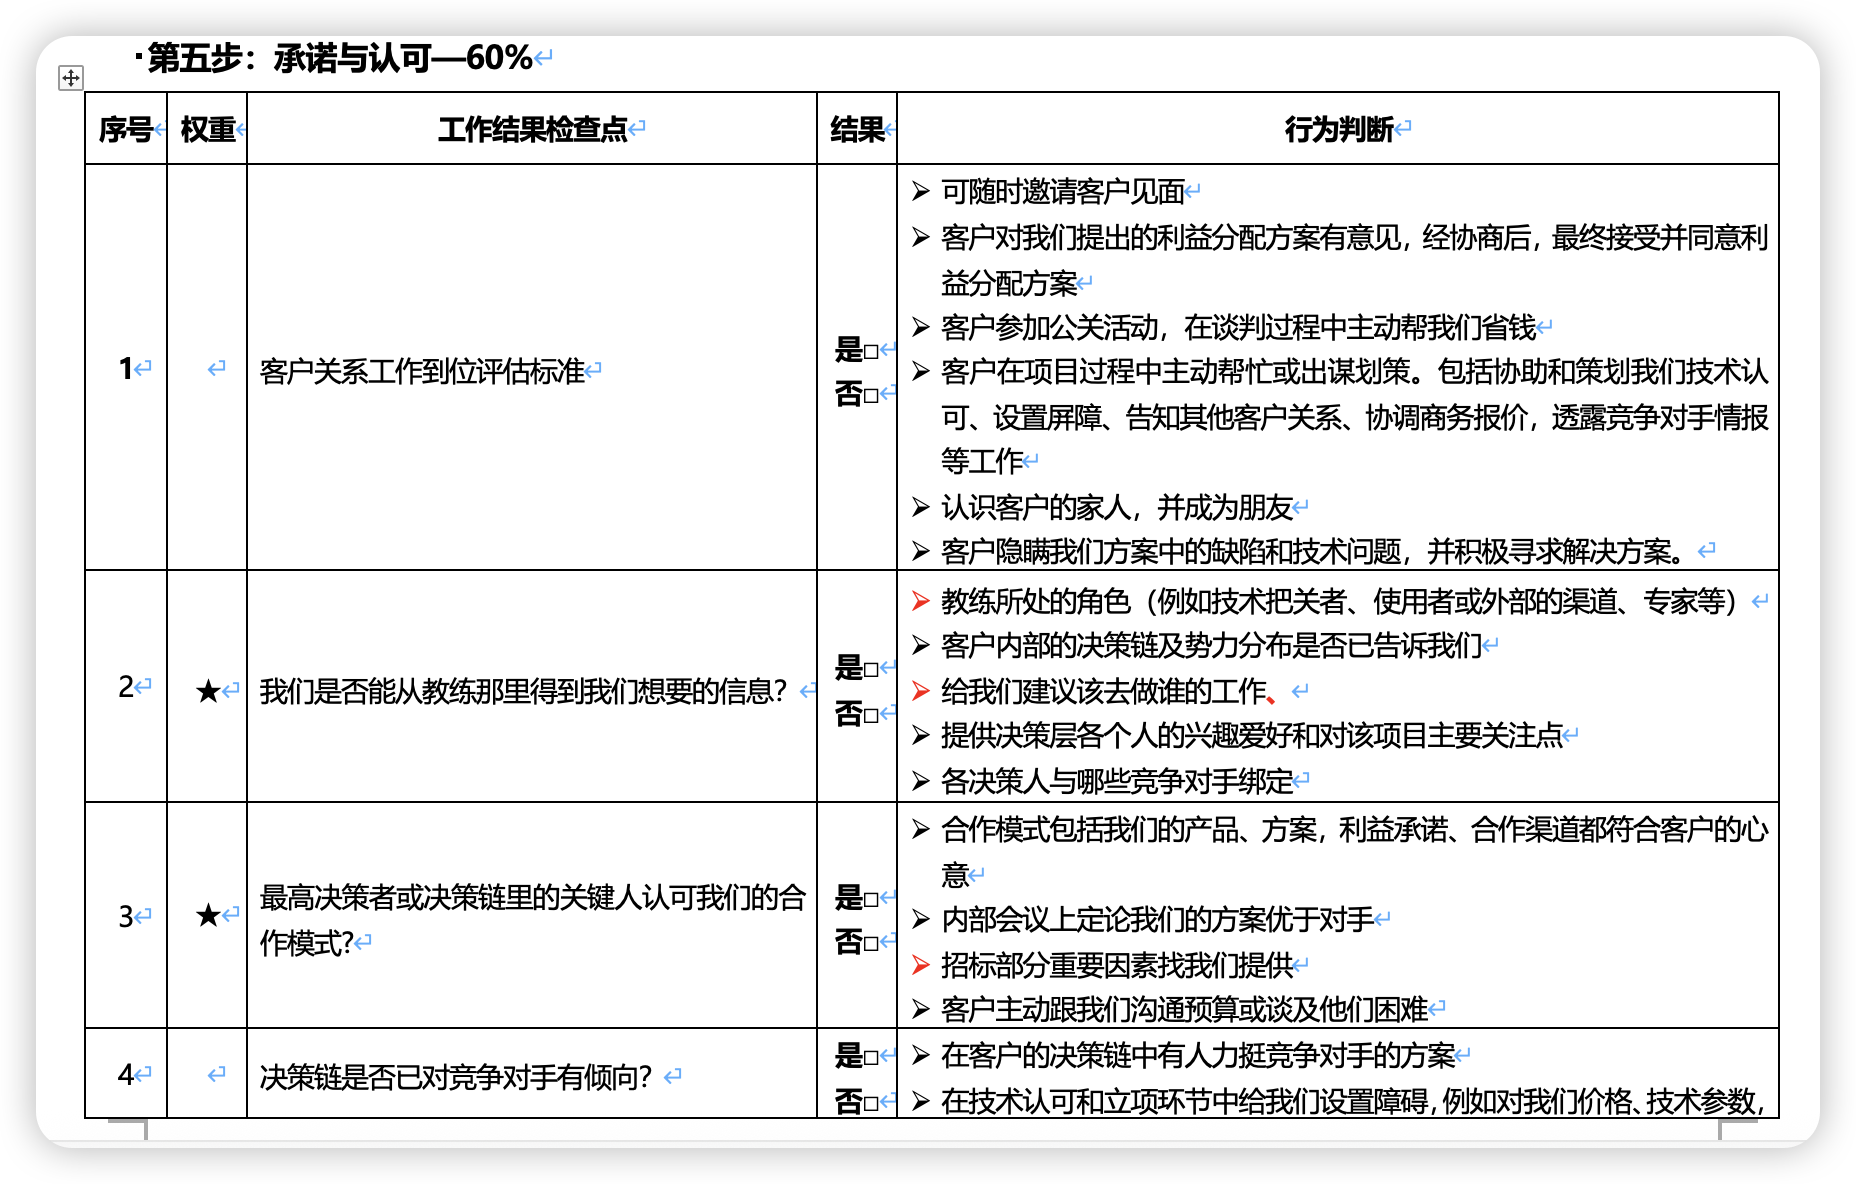 ▪第五步：承诺与认可—60%
序号 权重 工作结果检查点 结果 行为判断
1 客户关系工作到位评估标准 是□
否□
➢ 可随时邀请客户见面
➢ 客户对我们提出的利益分配方案有意见，经协商后，最终接受并同意利
益分配方案
➢ 客户参加公关活动，在谈判过程中主动帮我们省钱
➢ 客户在项目过程中主动帮忙或出谋划策。包括协助和策划我们技术认
可、设置屏障、告知其他客户关系、协调商务报价，透露竞争对手情报
等工作
➢ 认识客户的家人，并成为朋友
➢ 客户隐瞒我们方案中的缺陷和技术问题，并积极寻求解决方案。
2 ★ 我们是否能从教练那里得到我们想要的信息？ 是□
否□
➢ 教练所处的角色（例如技术把关者、使用者或外部的渠道、专家等）
➢ 客户内部的决策链及势力分布是否已告诉我们
➢ 给我们建议该去做谁的工作、
➢ 提供决策层各个人的兴趣爱好和对该项目主要关注点
➢ 各决策人与哪些竞争对手绑定
3 ★ 最高决策者或决策链里的关键人认可我们的合
作模式?
是□
否□
➢ 合作模式包括我们的产品、方案，利益承诺、合作渠道都符合客户的心
意
➢ 内部会议上定论我们的方案优于对手
➢ 招标部分重要因素找我们提供
➢ 客户主动跟我们沟通预算或谈及他们困难
4 决策链是否已对竞争对手有倾向？ 是□
否□
➢ 在客户的决策链中有人力挺竞争对手的方案
➢ 在技术认可和立项环节中给我们设置障碍，例如对我们价格、技术参数，